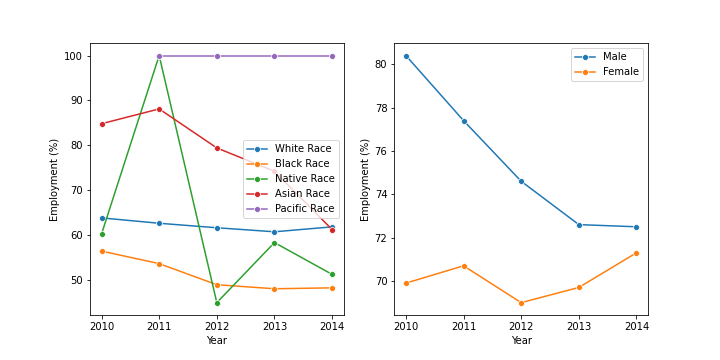 100
90
80
70
60
50
Employment (%)
2010 2011 2012 2013 2014
Year
White Race
Black Race
Native Race
Asian Race
Pacific Race
80
78
76
74
72
70
Employment (%)
2010 2011 2012 2013 2014
Year
Male
Female